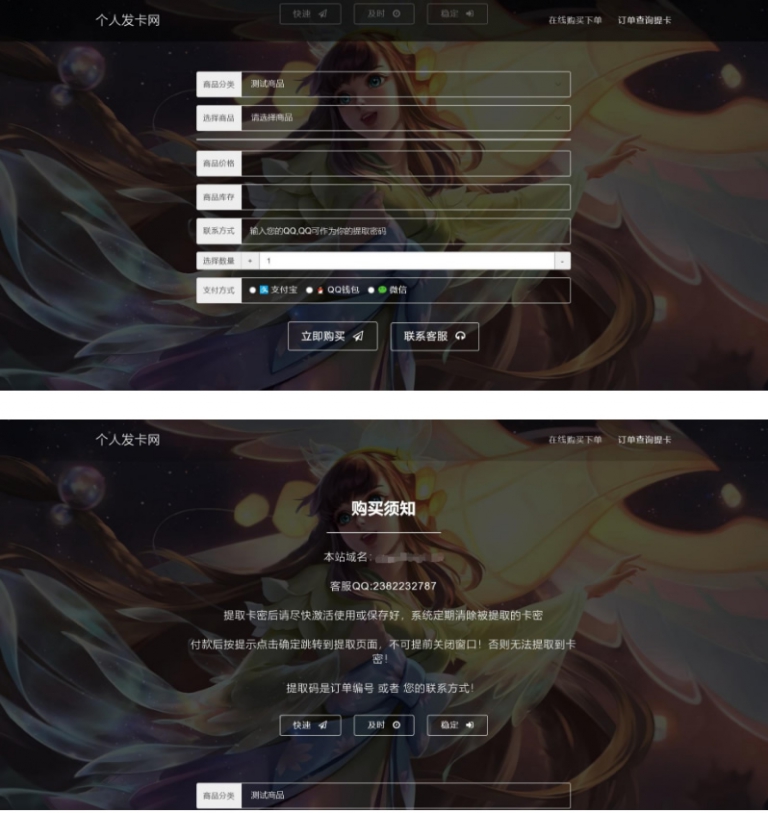 个人发卡网
快速
及时
稳定
在线购买下单
订单查询提卡
商品分类 测试商品
选择商品 请选择商品
商品价格
商品库存
联系方式 输入您的QQ,QQ可作为你的提取密码
选择数量 + 1 -
支付方式 支付宝 QQ钱包 微信
立即购买
联系客服
个人发卡网
在线购买下单
订单查询提卡
购买须知
本站域名:
客服QQ:2382232787
提取卡密后请尽快激活使用或保存好，系统定期清除被提取的卡密
付款后按提示点击确定跳转到提取页面，不可提前关闭窗口！否则无法提取到卡
密！
提取码是订单编号 或者 您的联系方式！
快速
及时
稳定
商品分类 测试商品